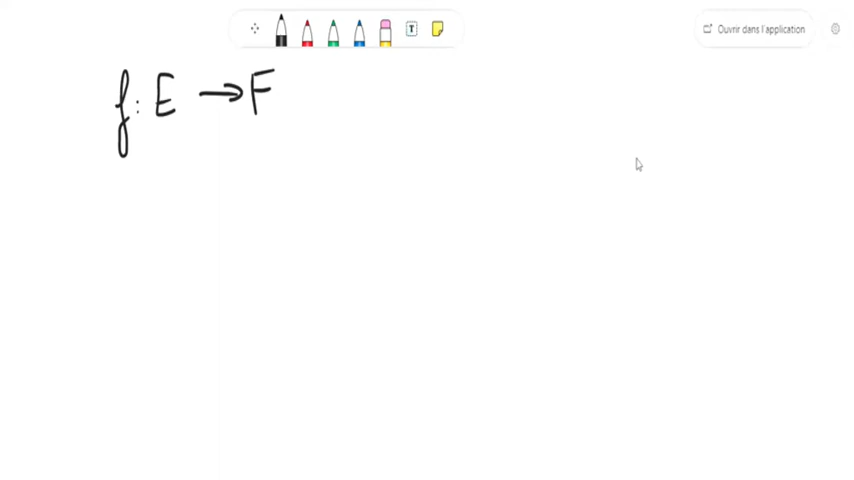 T
Ouvrir dans l'application
f: E → F